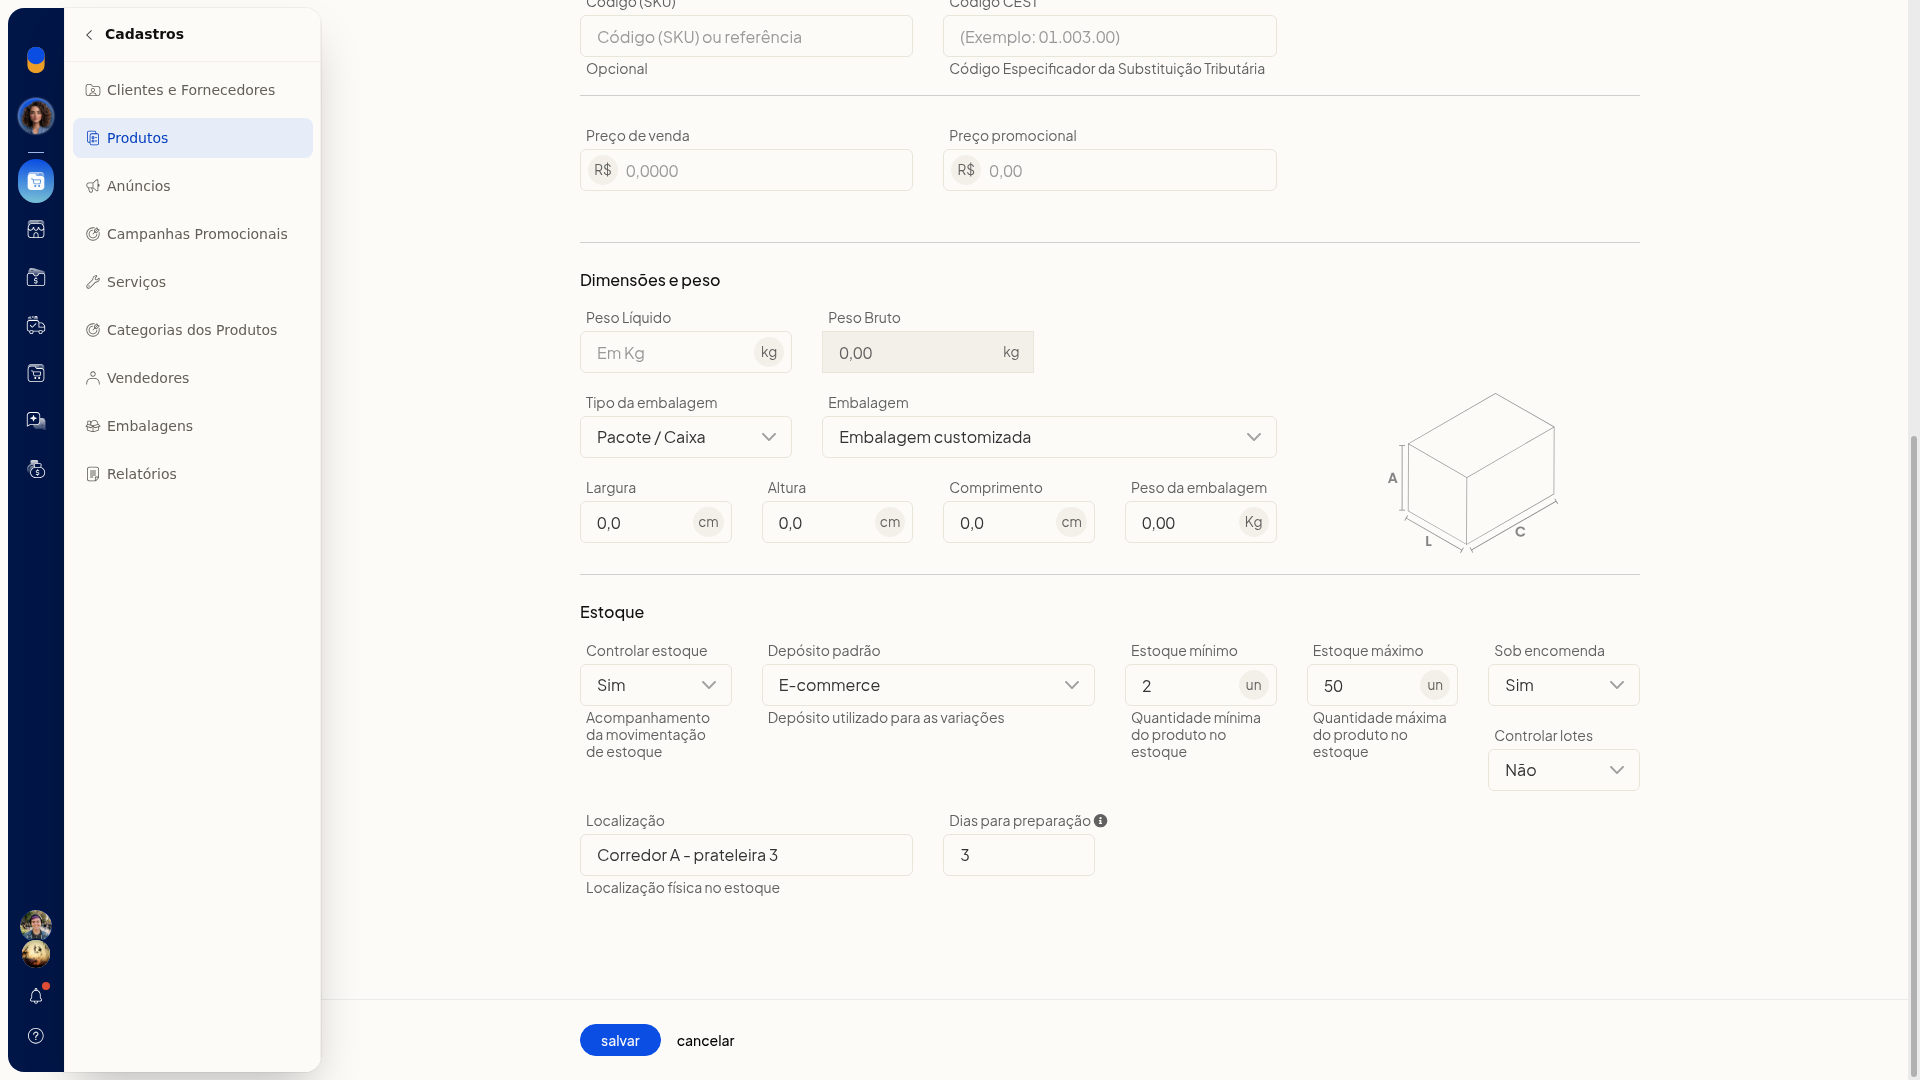 Cadastros
Clientes e Fornecedores
Produtos
Anúncios
Campanhas Promocionais
Serviços
Categorias dos Produtos
Vendedores
Embalagens
Relatórios
Código (SKU) Código CEST
Código (SKU) ou referência (Exemplo: 01.003.00)
Opcional Código Especificador da Substituição Tributária
Preço de venda Preço promocional
R$ 0,0000 R$ 0,00
Dimensões e peso
Peso Líquido Peso Bruto
Em Kg kg 0,00 kg
Tipo da embalagem Embalagem
Pacote / Caixa Embalagem customizada
Largura Altura Comprimento Peso da embalagem
0,0 cm 0,0 cm 0,0 cm 0,00 Kg
A
L
C
Estoque
Controlar estoque Depósito padrão Estoque mínimo Estoque máximo Sob encomenda
Sim E-commerce 2 un 50 un Sim
Acompanhamento
da movimentação
de estoque
Depósito utilizado para as variações
Quantidade mínima
do produto no
estoque
Quantidade máxima
do produto no
estoque
Controlar lotes
Não
Localização Dias para preparação
Corredor A - prateleira 3 3
Localização física no estoque
salvar cancelar